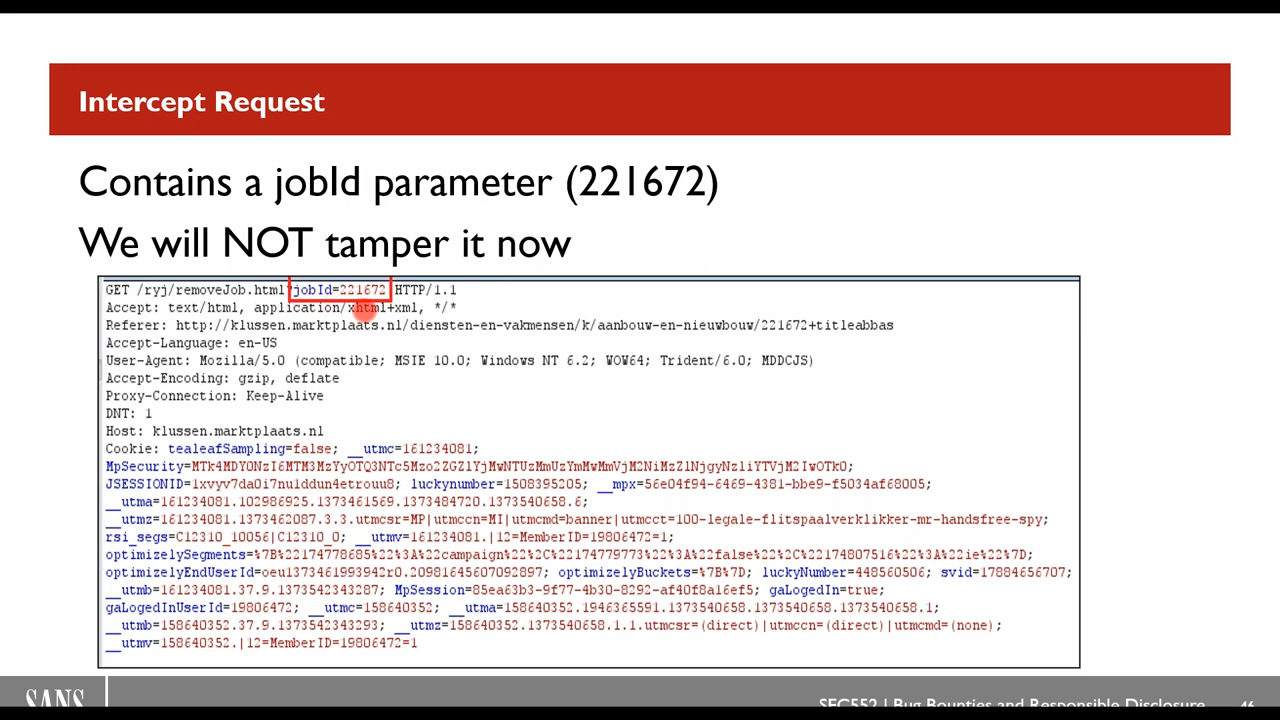 Intercept Request
Contains a jobId parameter (221672)
We will NOT tamper it now
GET /ryj/removeJob.html?jobId=221672 HTTP/1.1
Accept: text/html, application/xhtml+xml, */*
Referer: http://klussen.marktplaats.nl/diensten-en-vakmensen/k/aanbouw-en-nieuwbouw/221672+titleabbas
Accept-Language: en-US
User-Agent: Mozilla/5.0 (compatible; MSIE 10.0; Windows NT 6.2; WOW64; Trident/6.0; MDDCJS)
Accept-Encoding: gzip, deflate
Proxy-Connection: Keep-Alive
DNT: 1
Host: klussen.marktplaats.nl
Cookie: tealeafSampling=false; __utmc=161234081;
JSESSIONID=1xvyv7da0i7nu1ddun4etrouu8; luckynumber=1508395205; __mpx=56e04f94-6469-4381-bbe9-f5034af68005;
__utma=161234081.102986925.1373461569.1373484720.1373540658.6;
__utmz=161234081.1373462087.3.3.utmcsr=MP|utmccn=MI|utmcmd=banner|utmcct=100-legale-flitspaalverklikker-mr-handsfree-spy;
rsi_segs=C12310_10056|C12310_0; __utmv=161234081.|12=MemberID=19806472=1;
optimizelySegments=%7B%22174778685%22%3A%22campaign%22%2C%22174779773%22%3A%22false%22%2C%22174807516%22%3A%22ie%22%7D;
optimizelyEndUserId=oeu1373461993942r0.20981645607092897; optimizelyBuckets=%7B%7D; luckyNumber=448560506; svid=17884656707;
__utmb=161234081.37.9.1373542343287; MpSession=85ea63b3-9f77-4b30-8292-af40f8a16ef5; gaLogedIn=true;
gaLogedInUserId=19806472; __utmc=158640352; __utma=158640352.1946365591.1373540658.1373540658.1373540658.1;
__utmb=158640352.37.9.1373542343293; __utmz=158640352.1373540658.1.1.utmcsr=(direct)|utmccn=(direct)|utmcmd=(none);
__utmv=158640352.|12=MemberID=19806472=1
SANS
SEC552 | Bug Bounties and Responsible Disclosure
46